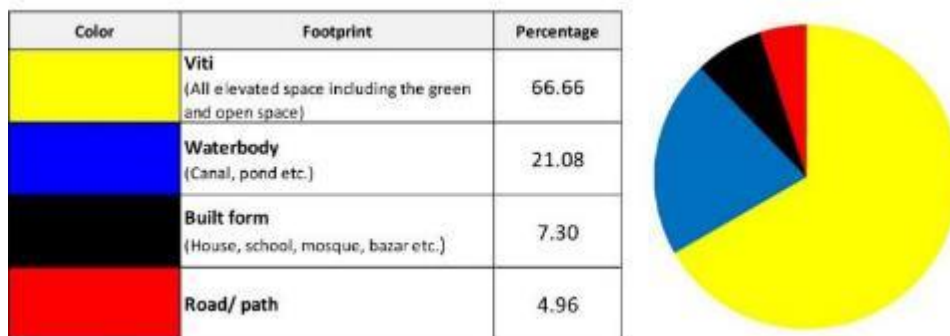 Color Footprint Percentage
Viti
(All elevated space including the green
and open space)
66.66
Waterbody
(Canal, pond etc.)
21.08
Built form
(House, school, mosque, bazar etc.)
7.30
Road/ path
4.96